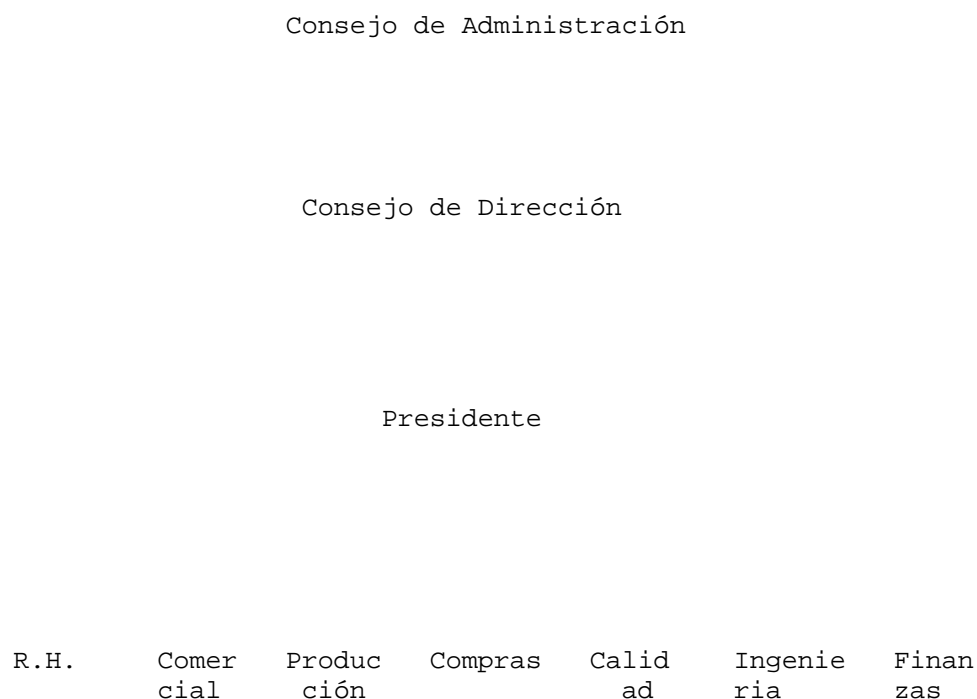 Consejo de Administración
Consejo de Dirección
Presidente
R.H. Comer Produc Compras Calid Ingenie Finan
cial ción ad ria zas